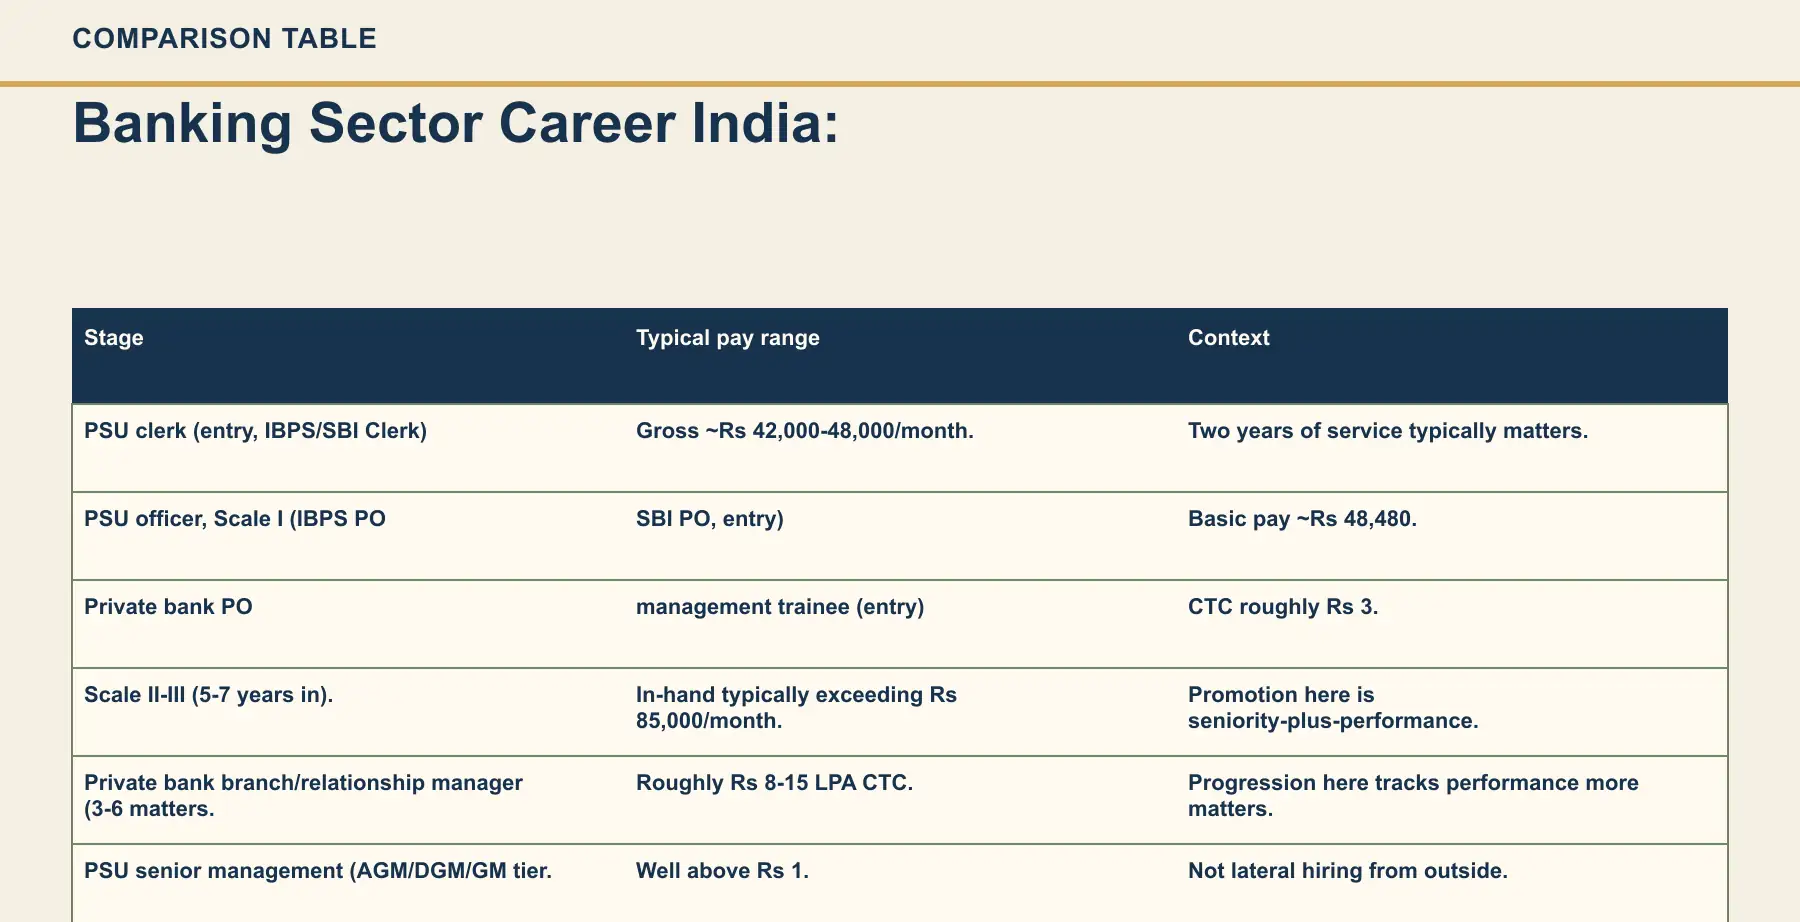 COMPARISON TABLE
Banking Sector Career India:
Stage
Typical pay range
Context
PSU clerk (entry, IBPS/SBI Clerk)
Gross ~Rs 42,000-48,000/month.
Two years of service typically matters.
PSU officer, Scale I (IBPS PO
SBI PO, entry)
Basic pay ~Rs 48,480.
Private bank PO
management trainee (entry)
CTC roughly Rs 3.
Scale II-III (5-7 years in).
In-hand typically exceeding Rs
85,000/month.
Promotion here is
seniority-plus-performance.
Private bank branch/relationship manager
(3-6 matters.
Roughly Rs 8-15 LPA CTC.
Progression here tracks performance more
matters.
PSU senior management (AGM/DGM/GM tier.
Well above Rs 1.
Not lateral hiring from outside.